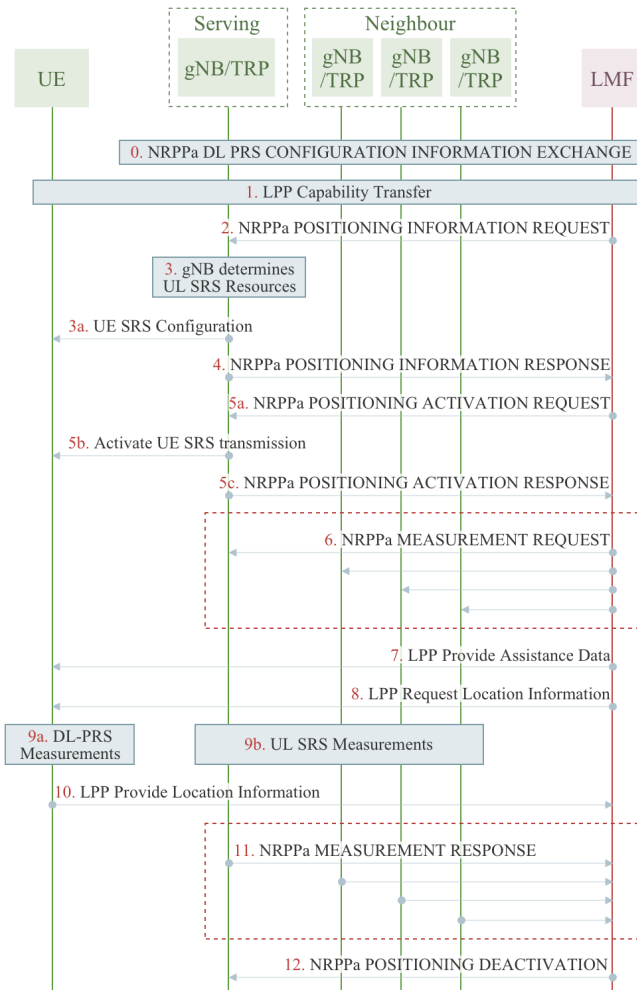 Serving
Neighbour
UE
gNB/TRP
gNB
/TRP
gNB
/TRP
gNB
/TRP
LMF
0. NRPPa DL PRS CONFIGURATION INFORMATION EXCHANGE
1. LPP Capability Transfer
2. NRPPa POSITIONING INFORMATION REQUEST
3. gNB determines
UL SRS Resources
3a. UE SRS Configuration
4. NRPPa POSITIONING INFORMATION RESPONSE
5a. NRPPa POSITIONING ACTIVATION REQUEST
5b. Activate UE SRS transmission
5c. NRPPa POSITIONING ACTIVATION RESPONSE
6. NRPPa MEASUREMENT REQUEST
7. LPP Provide Assistance Data
8. LPP Request Location Information
9a. DL-PRS
Measurements
9b. UL SRS Measurements
10. LPP Provide Location Information
11. NRPPa MEASUREMENT RESPONSE
12. NRPPa POSITIONING DEACTIVATION